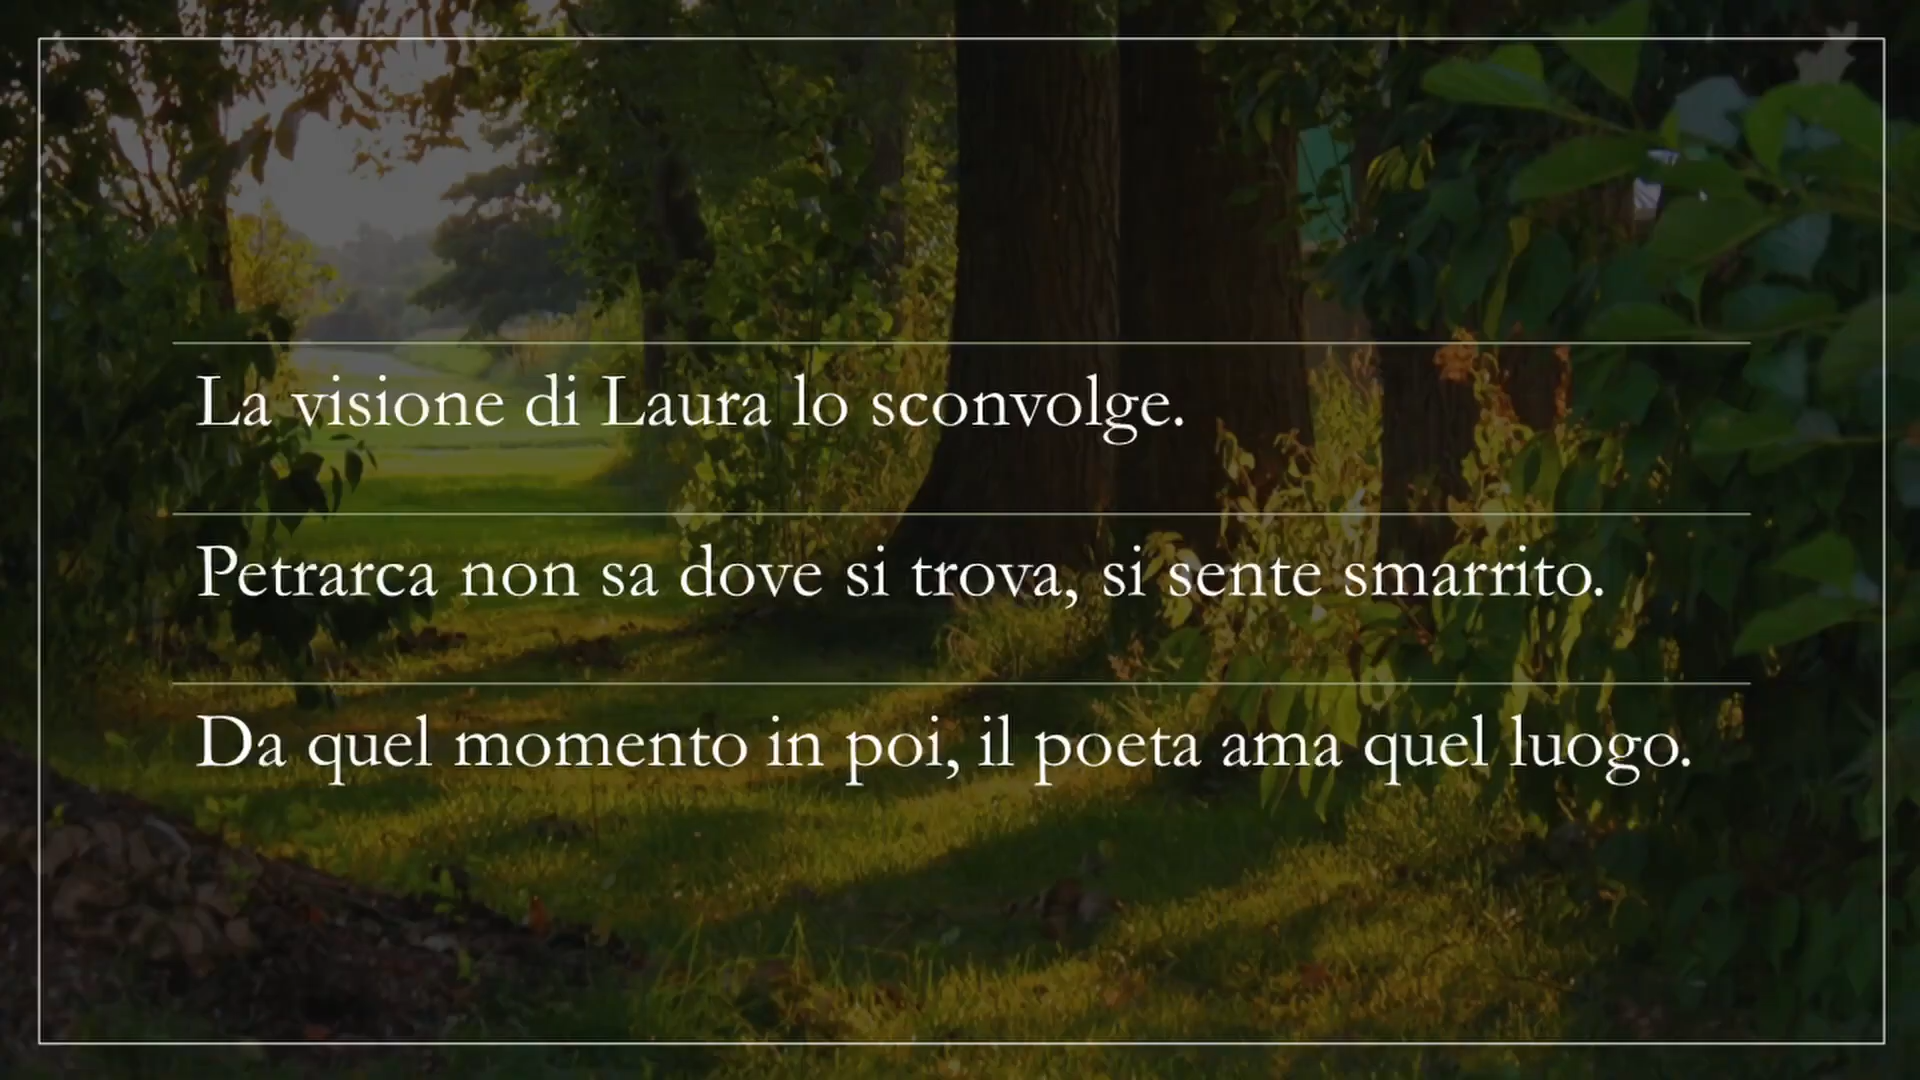 La visione di Laura lo sconvolge.
Petrarca non sa dove si trova, si sente smarrito.
Da quel momento in poi, il poeta ama quel luogo.